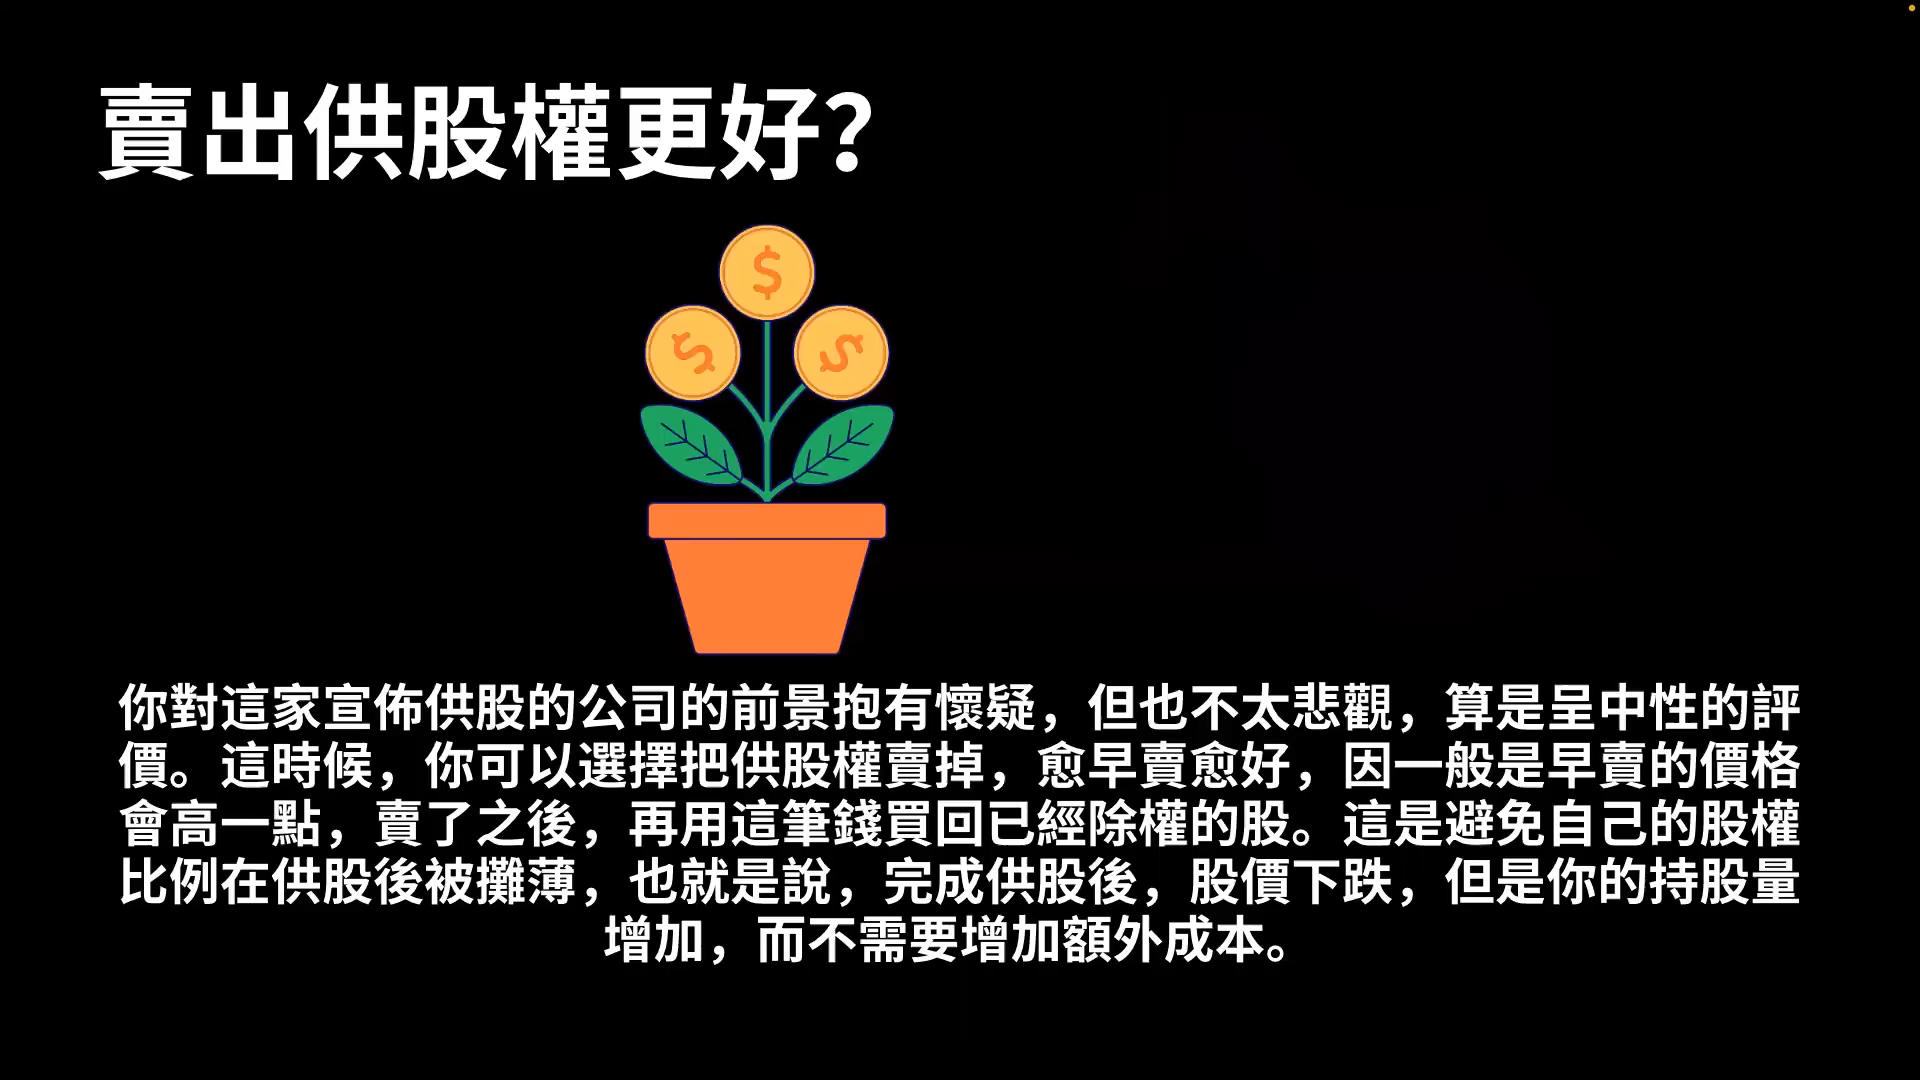 賣出供股權更好?
$
$
$
你對這家宣佈供股的公司的前景抱有懷疑，但也不太悲觀，算是呈中性的評
價。這時候，你可以選擇把供股權賣掉，愈早賣愈好，因一般是早賣的價格
會高一點，賣了之後，再用這筆錢買回已經除權的股。這是避免自己的股權
比例在供股後被攤薄，也就是說，完成供股後，股價下跌，但是你的持股量
增加，而不需要增加額外成本。